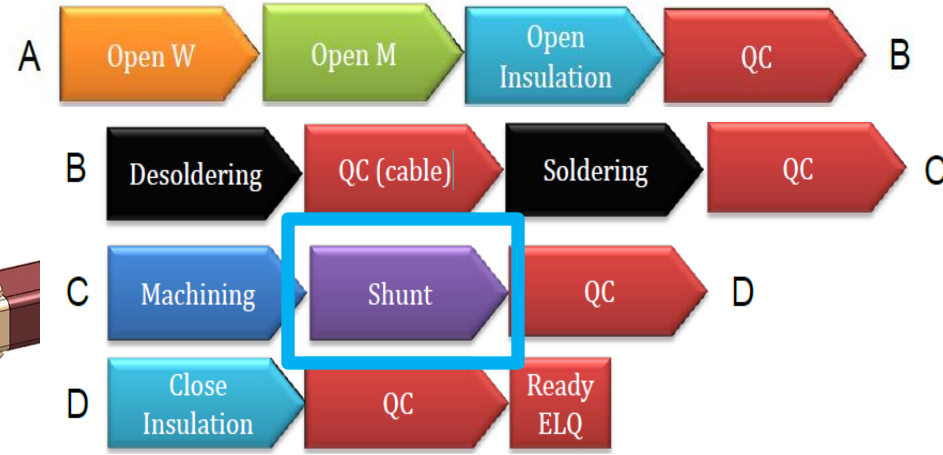 A Open W Open M Open Insulation QC B
B Desoldering QC (cable) Soldering QC C
C Machining Shunt QC D
D Close Insulation QC Ready ELQ